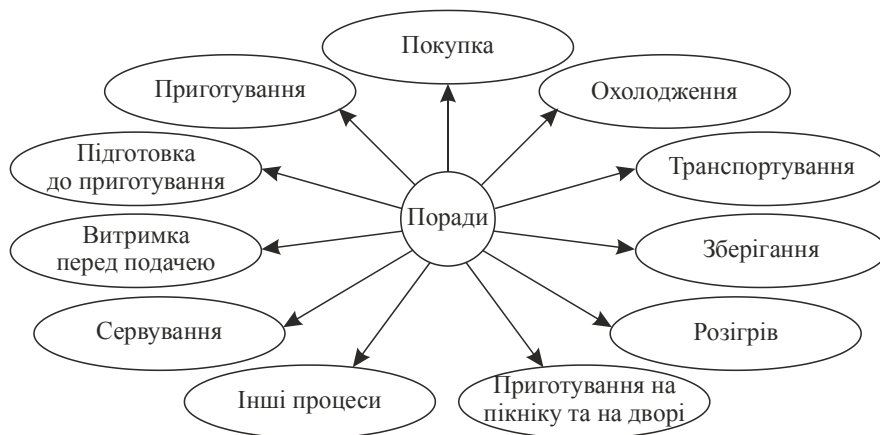 Покупка
Приготування
Охолодження
Підготовка
до приготування
Транспортування
Поради
Витримка
перед подачею
Зберігання
Сервування
Розігрів
Інші процеси
Приготування на
пікніку та на дворі